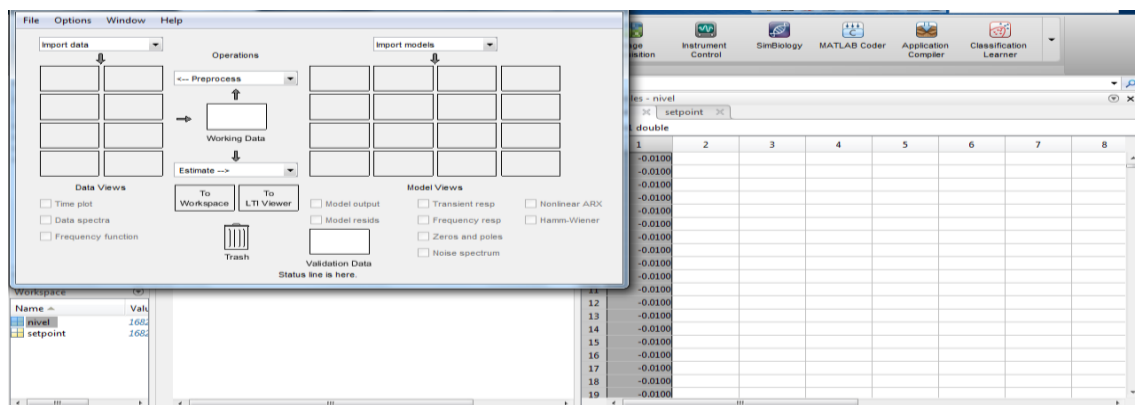 File Options Window Help
Import data
Import models
Operations
<-- Preprocess
Working Data
Estimate -->
Data Views
Model Views
To Workspace
To LTI Viewer
Time plot
Data spectra
Frequency function
Model output
Model resids
Transient resp
Frequency resp
Zeros and poles
Noise spectrum
Nonlinear ARX
Hamm-Wiener
Trash
Validation Data
Status line is here.
Instrument Control
SimBiology
MATLAB Coder
Application Compiler
Classification Learner
- nivel
setpoint
double
1 2 3 4 5 6 7 8
-0.0100
-0.0100
-0.0100
-0.0100
-0.0100
-0.0100
-0.0100
-0.0100
-0.0100
-0.0100
11 -0.0100
12 -0.0100
13 -0.0100
14 -0.0100
15 -0.0100
16 -0.0100
17 -0.0100
18 -0.0100
19 -0.0100
Workspace
Name
nivel 1682
setpoint 1682